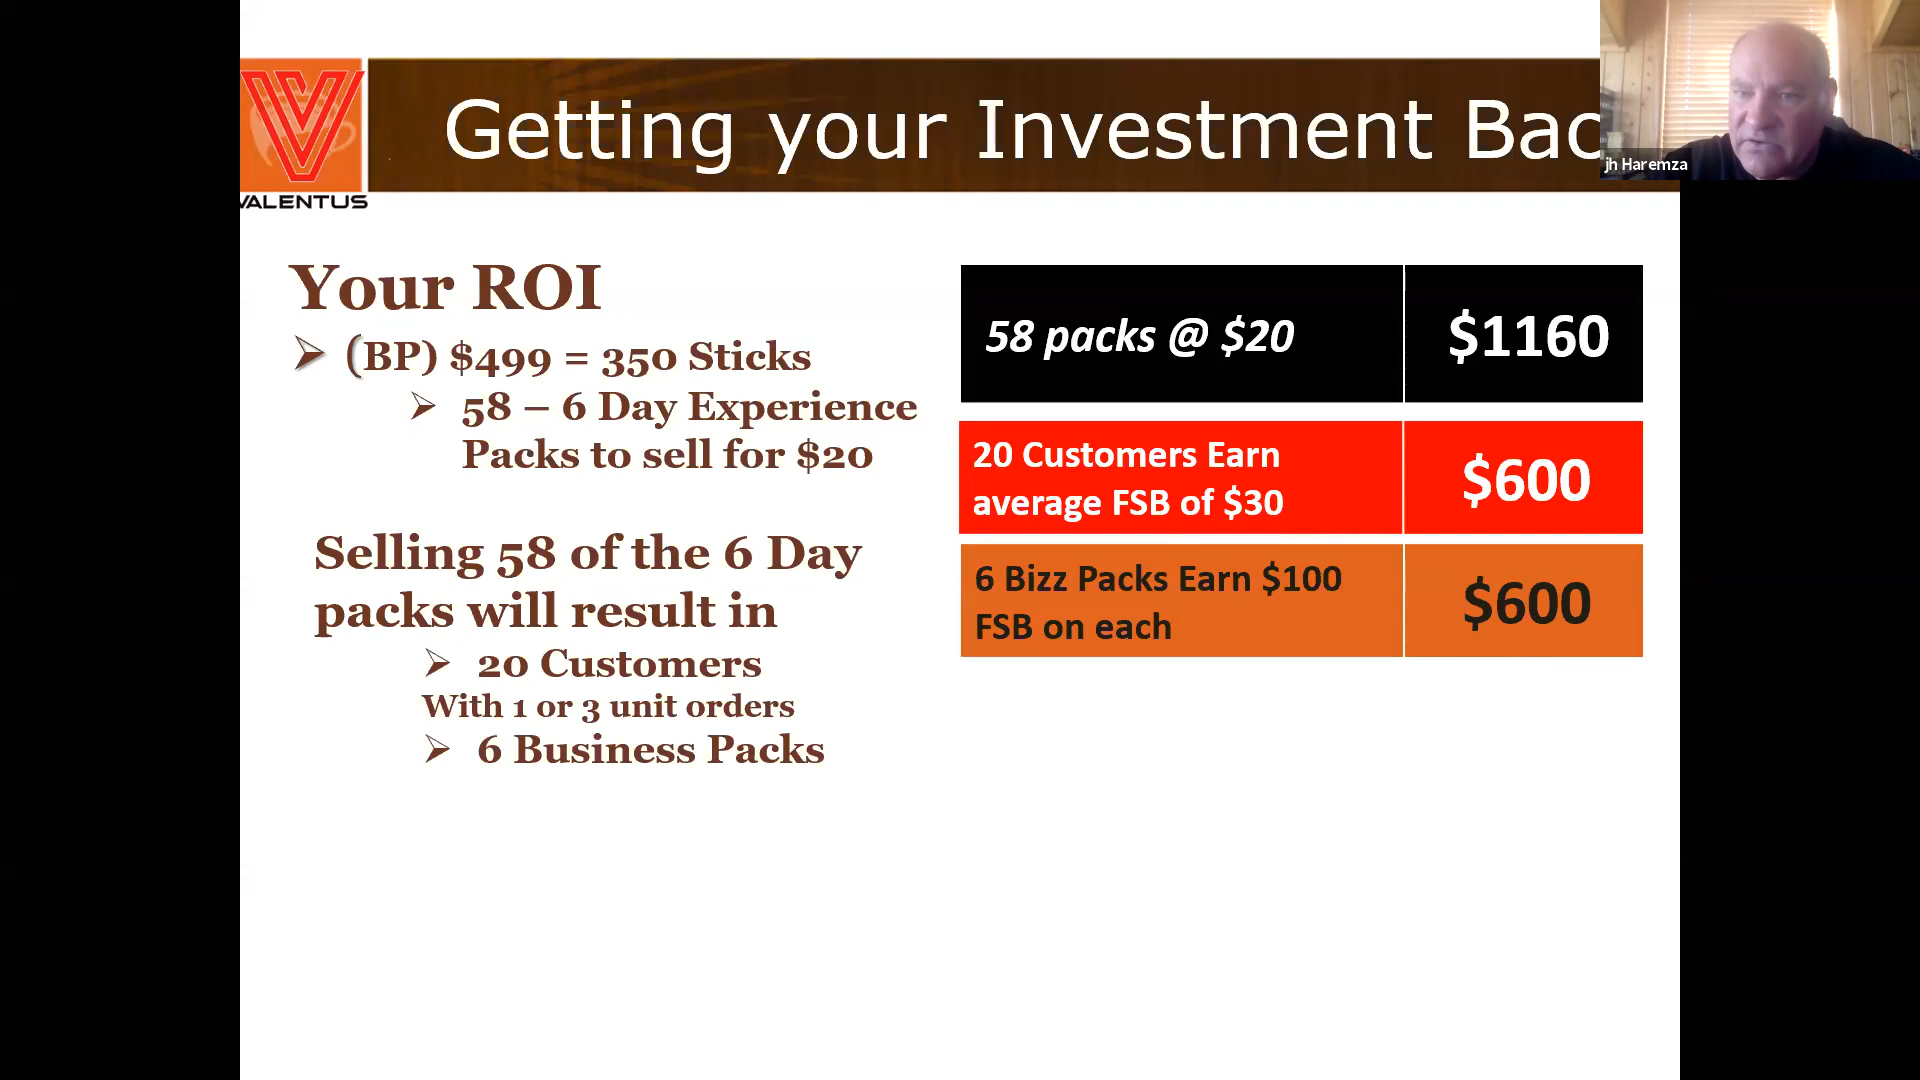 Getting your Investment Bac
jh Haremza
VALENTUS
Your ROI
(BP) $499 = 350 Sticks
58 – 6 Day Experience
Packs to sell for $20
Selling 58 of the 6 Day
packs will result in
20 Customers
With 1 or 3 unit orders
6 Business Packs
58 packs @ $20
$1160
20 Customers Earn
average FSB of $30
$600
6 Bizz Packs Earn $100
FSB on each
$600